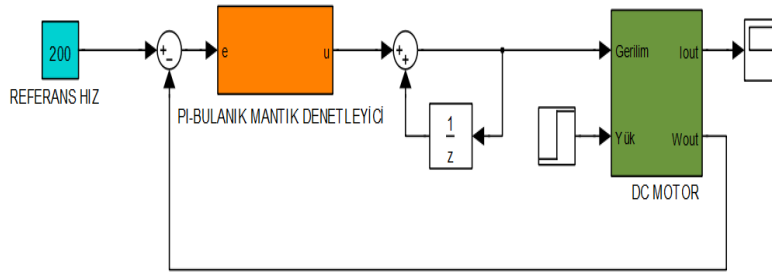 200
REFERANS HIZ
+
−
e
u
PI-BULANIK MANTIK DENETLEYİCİ
+
+
1
z
Gerilim
Iout
Yük
Wout
DC MOTOR